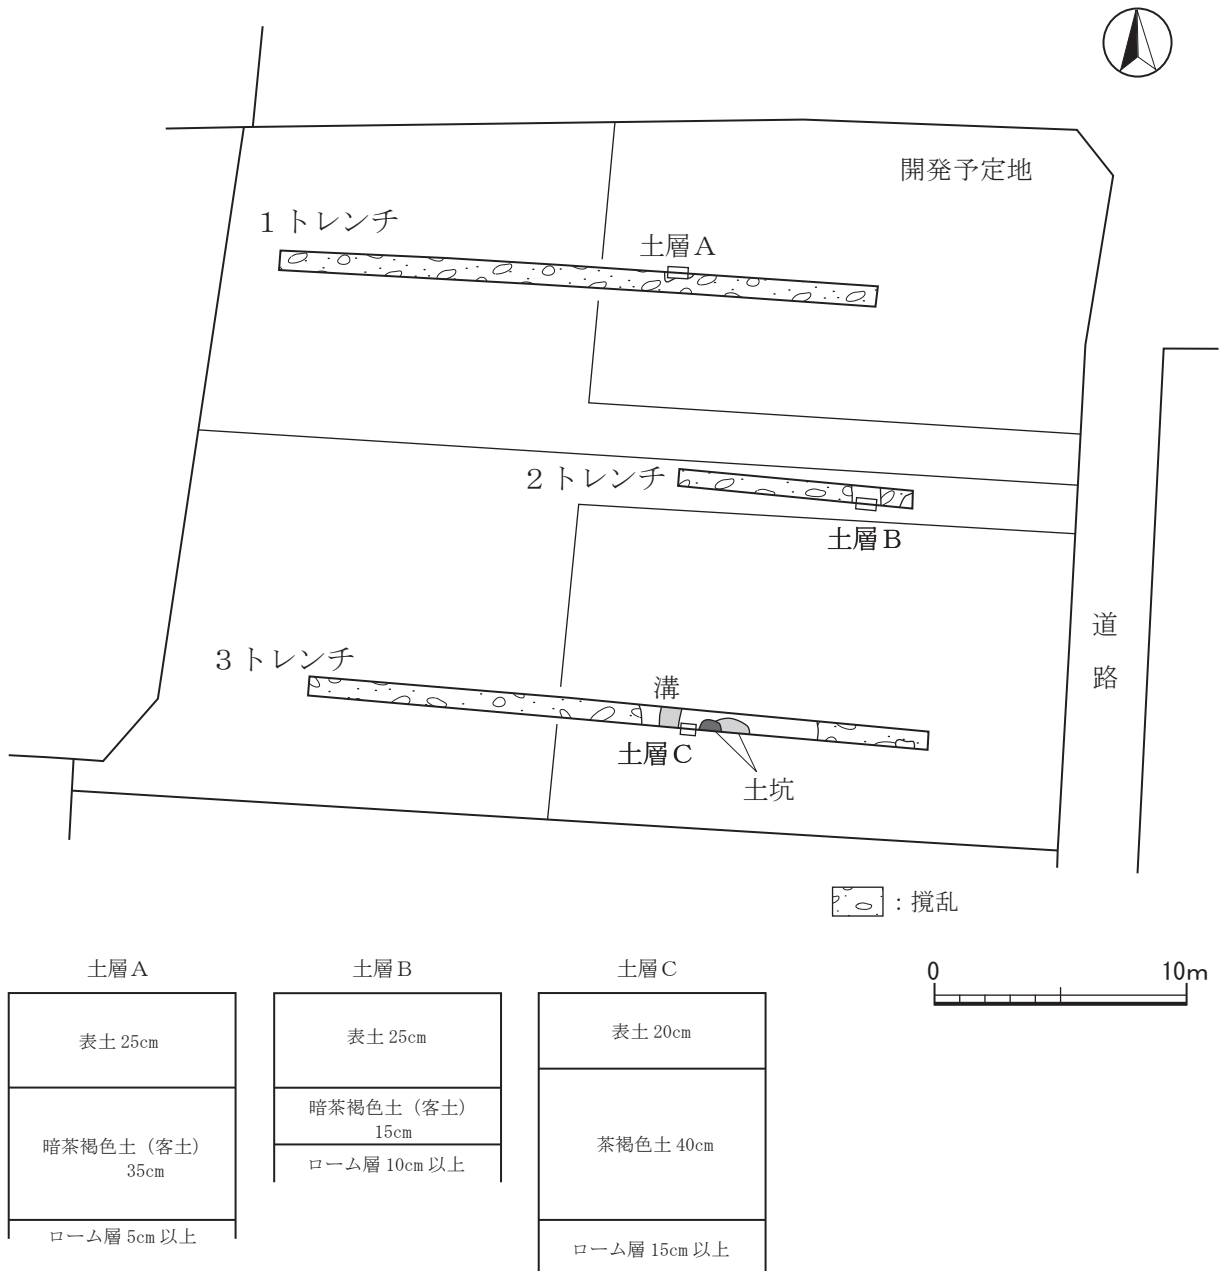 開発予定地
１トレンチ
土層Ａ
２トレンチ
土層Ｂ
道
路
３トレンチ
溝
土層Ｃ
土坑
：撹乱
0 10m
土層Ａ
表土 25cm
暗茶褐色土（客土）
35cm
ローム層 5cm 以上
土層Ｂ
表土 25cm
暗茶褐色土（客土）
15cm
ローム層 10cm 以上
土層Ｃ
表土 20cm
茶褐色土 40cm
ローム層 15cm 以上